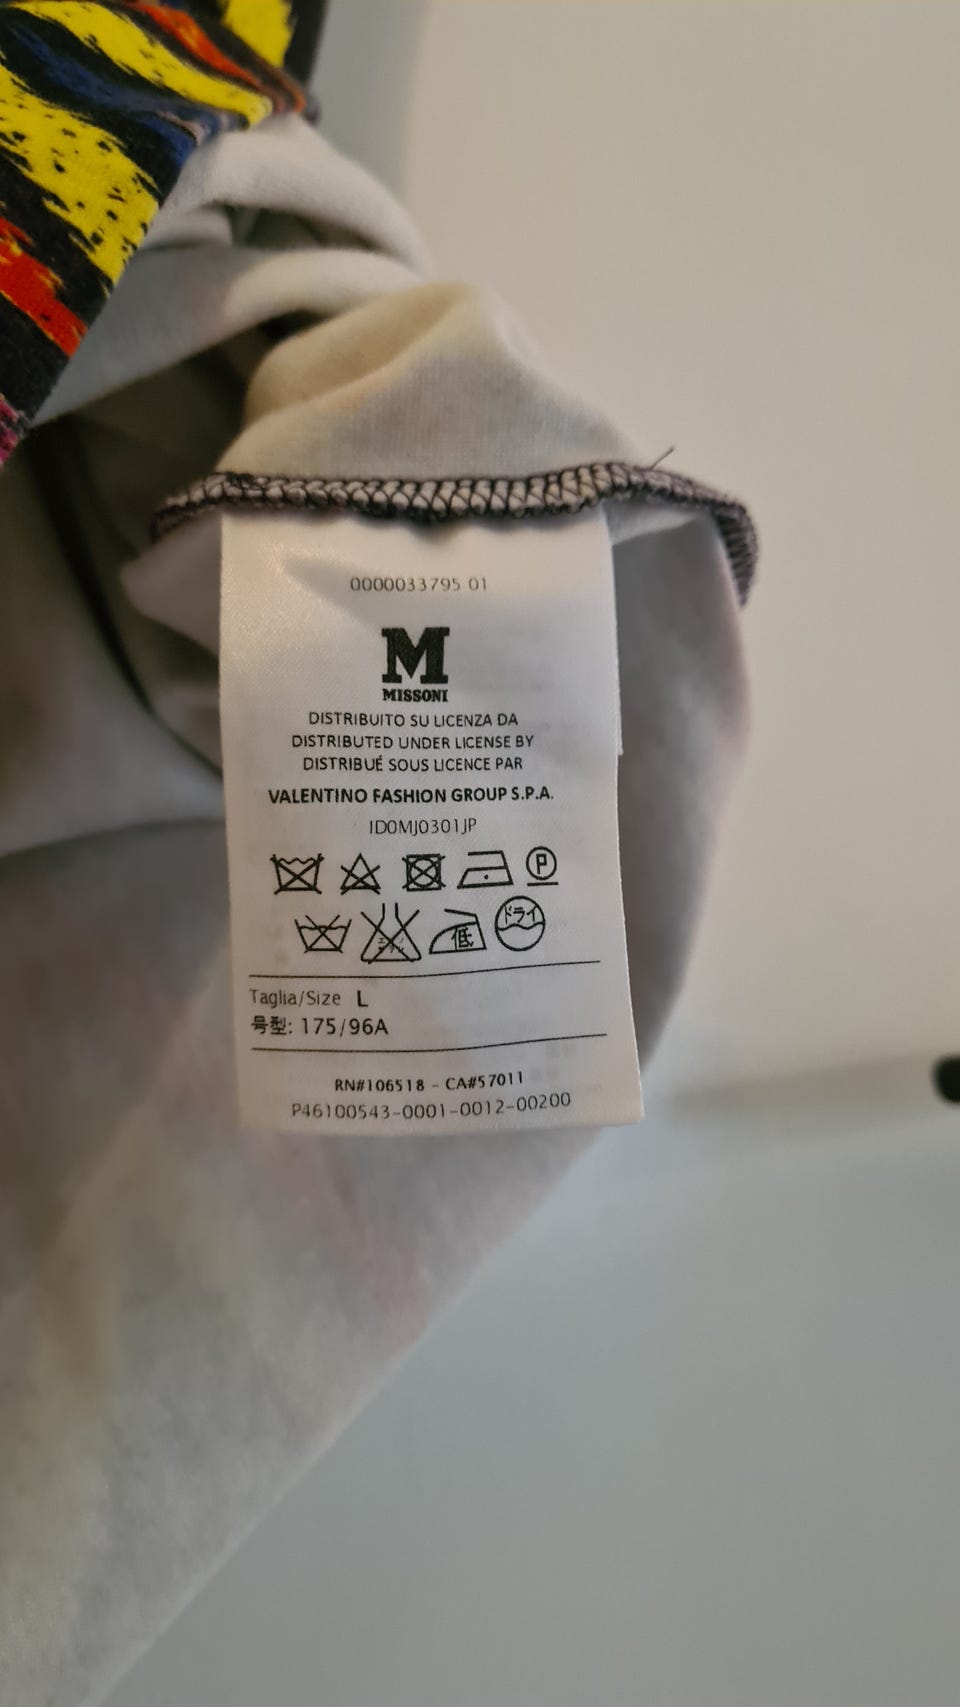 0000033795 01
M
MISSONI
DISTRIBUITO SU LICENZA DA
DISTRIBUTED UNDER LICENSE BY
DISTRIBUÉ SOUS LICENCE PAR
VALENTINO FASHION GROUP S.P.A.
ID0MJ0301JP
P
低 ドライ
Taglia/Size L
号型: 175/96A
RN#106518 - CA#57011
P46100543-0001-0012-00200